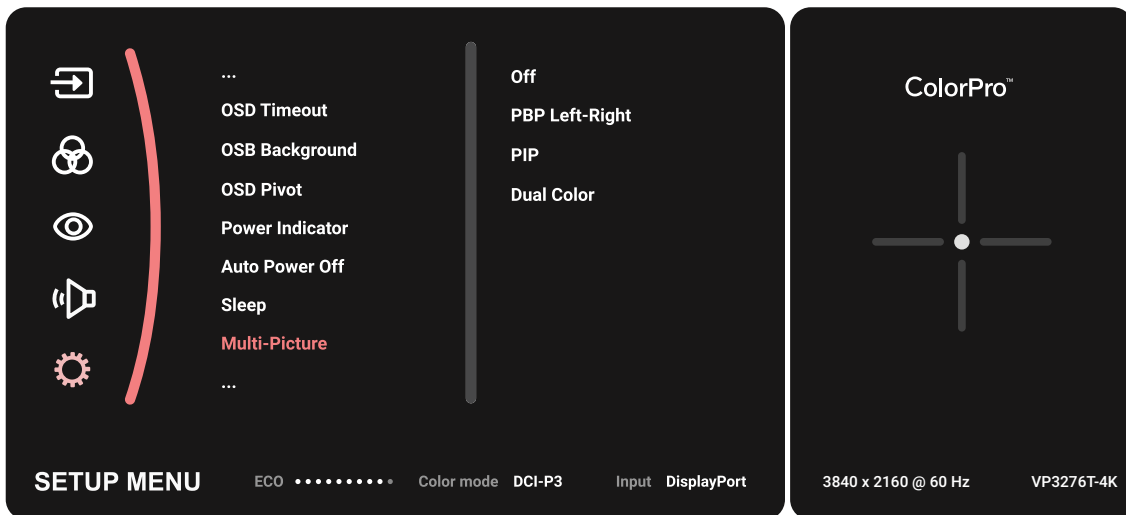 ...
OSD Timeout
OSB Background
OSD Pivot
Power Indicator
Auto Power Off
Sleep
Multi-Picture
...
Off
PBP Left-Right
PIP
Dual Color
SETUP MENU
ECO
Color mode DCI-P3
Input DisplayPort
ColorPro™
3840 x 2160 @ 60 Hz
VP3276T-4K